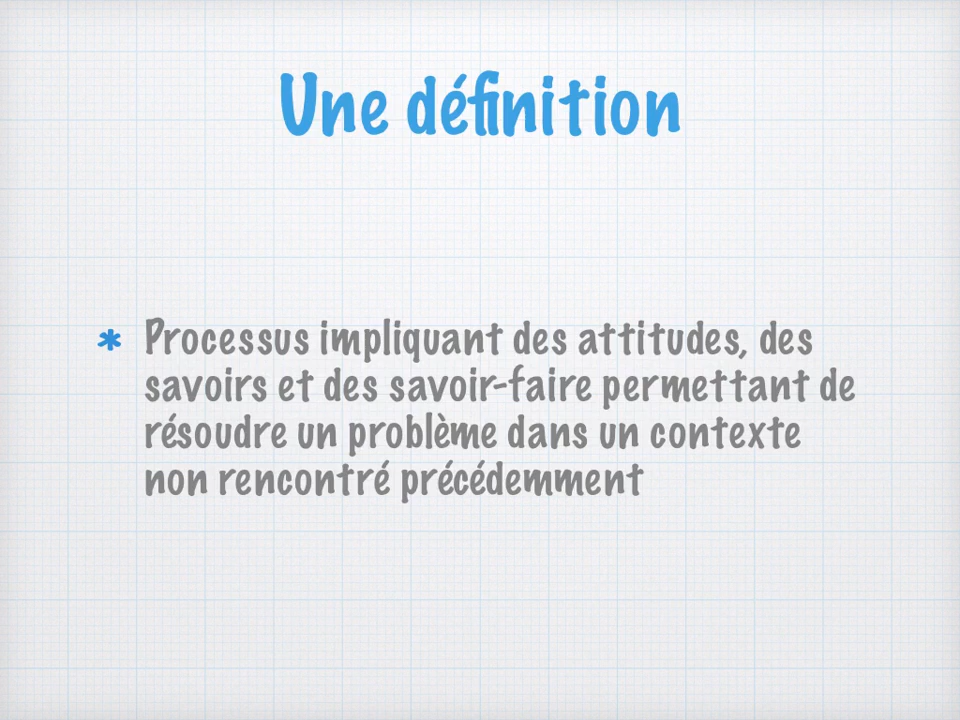 Une définition
* Processus impliquant des attitudes, des
savoirs et des savoir-faire permettant de
résoudre un problème dans un contexte
non rencontré précédemment